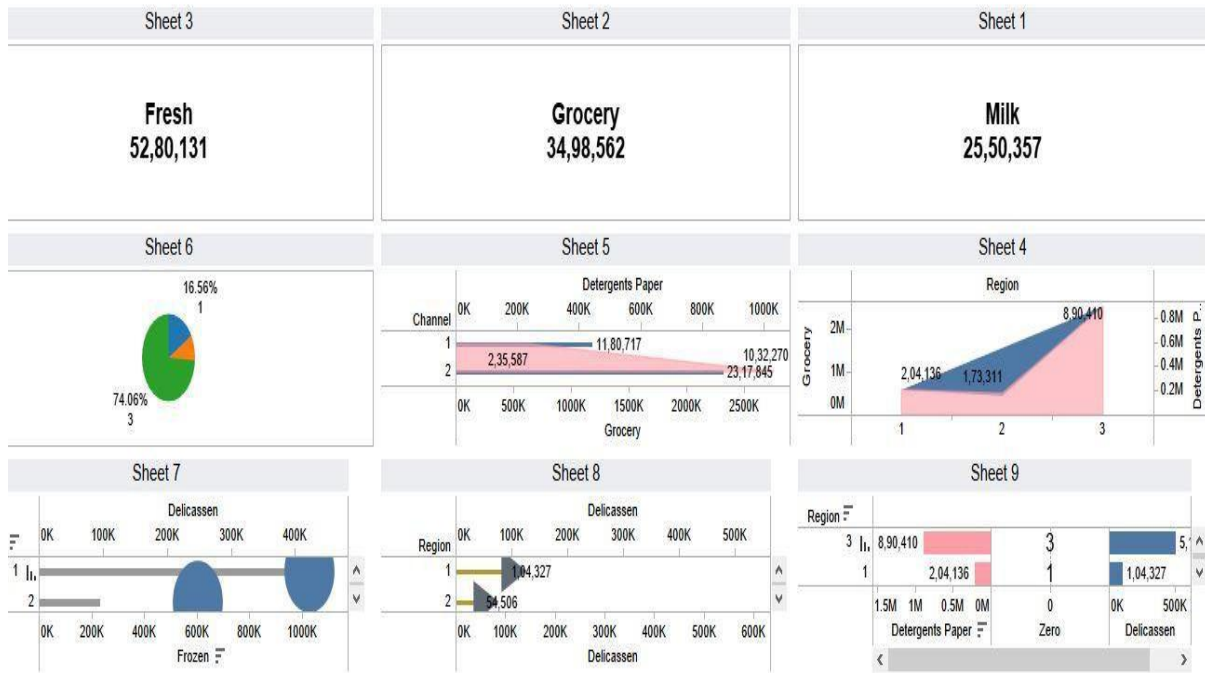 Sheet 3
Fresh
52,80,131
Sheet 2
Grocery
34,98,562
Sheet 1
Milk
25,50,357
Sheet 6
16.56%
1
74.06%
3
Sheet 5
Detergents Paper
Channel
0K 200K 400K 600K 800K 1000K
1 11,80,717
2,35,587 10,32,270
2 23,17,845
0K 500K 1000K 1500K 2000K 2500K
Grocery
Sheet 4
Region
Grocery
2M
1M
0M
8,90,410
2,04,136
1,73,311
0.8M
0.6M
0.4M
0.2M
Detergents P..
1 2 3
Sheet 7
Delicassen
0K 100K 200K 300K 400K
1
2
0K 200K 400K 600K 800K 1000K
Frozen
Sheet 8
Delicassen
Region
0K 100K 200K 300K 400K 500K
1 1,04,327
2 54,506
0K 100K 200K 300K 400K 500K 600K
Delicassen
Sheet 9
Region
3 8,90,410 3 5,
1 2,04,136 1 1,04,327
1.5M 1M 0.5M 0M 0 0K 500K
Detergents Paper Zero Delicassen